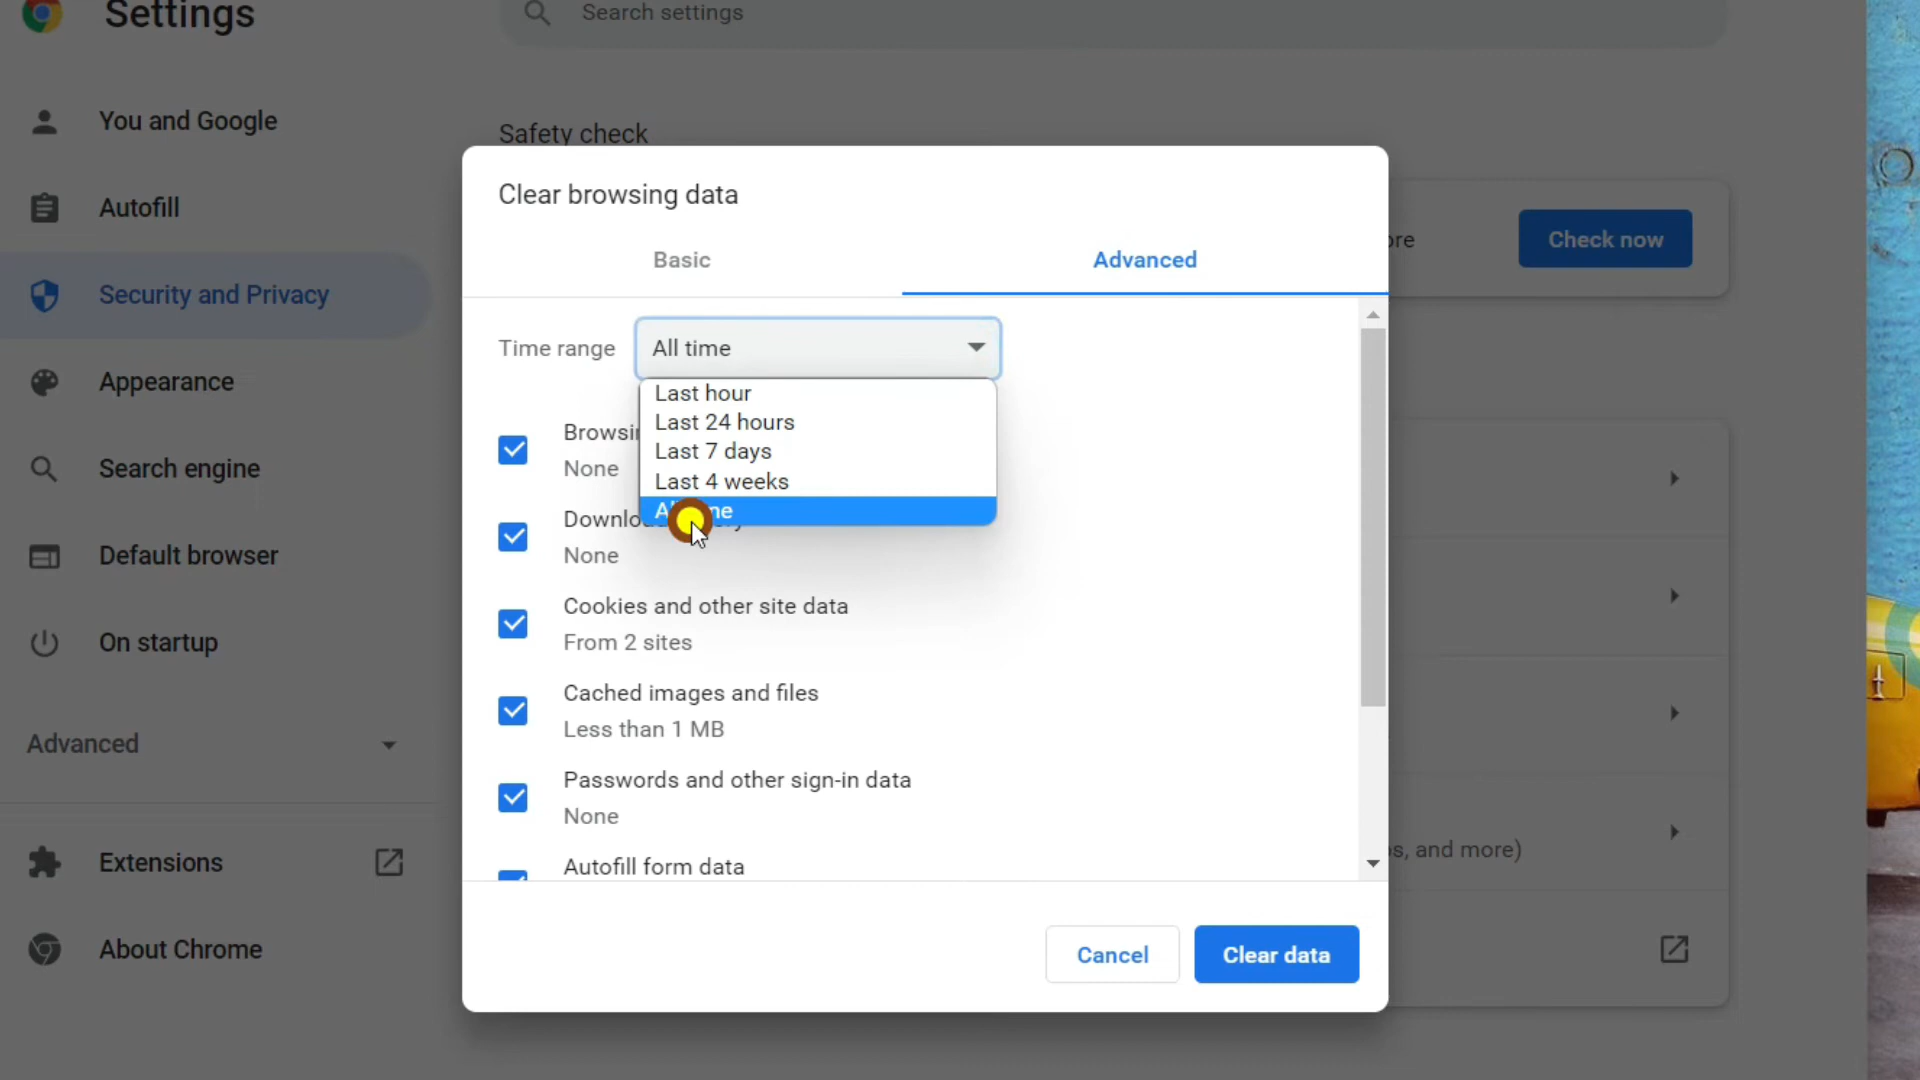 Settings
Search settings
You and Google
Autofill
Security and Privacy
Appearance
Search engine
Default browser
On startup
Advanced
Extensions
About Chrome
Safety check
Check now
Clear browsing data
Basic
Advanced
Time range
All time
Last hour
Last 24 hours
Last 7 days
Last 4 weeks
None
None
Cookies and other site data
From 2 sites
Cached images and files
Less than 1 MB
Passwords and other sign-in data
None
Autofill form data
and more)
Cancel
Clear data